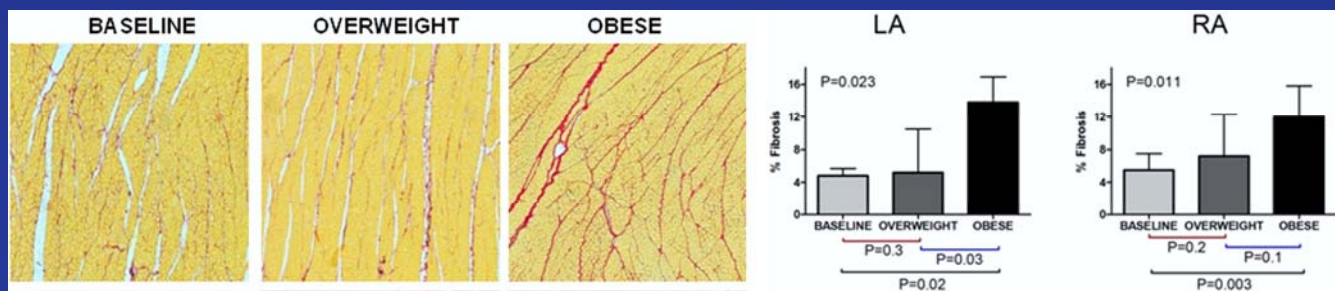 BASELINE
OVERWEIGHT
OBESE
LA
P=0.023
% Fibrosis
16
12
8
4
0
BASELINE OVERWEIGHT OBESE
P=0.3
P=0.03
P=0.02
RA
P=0.011
% Fibrosis
16
12
8
4
0
BASELINE OVERWEIGHT OBESE
P=0.2
P=0.1
P=0.003